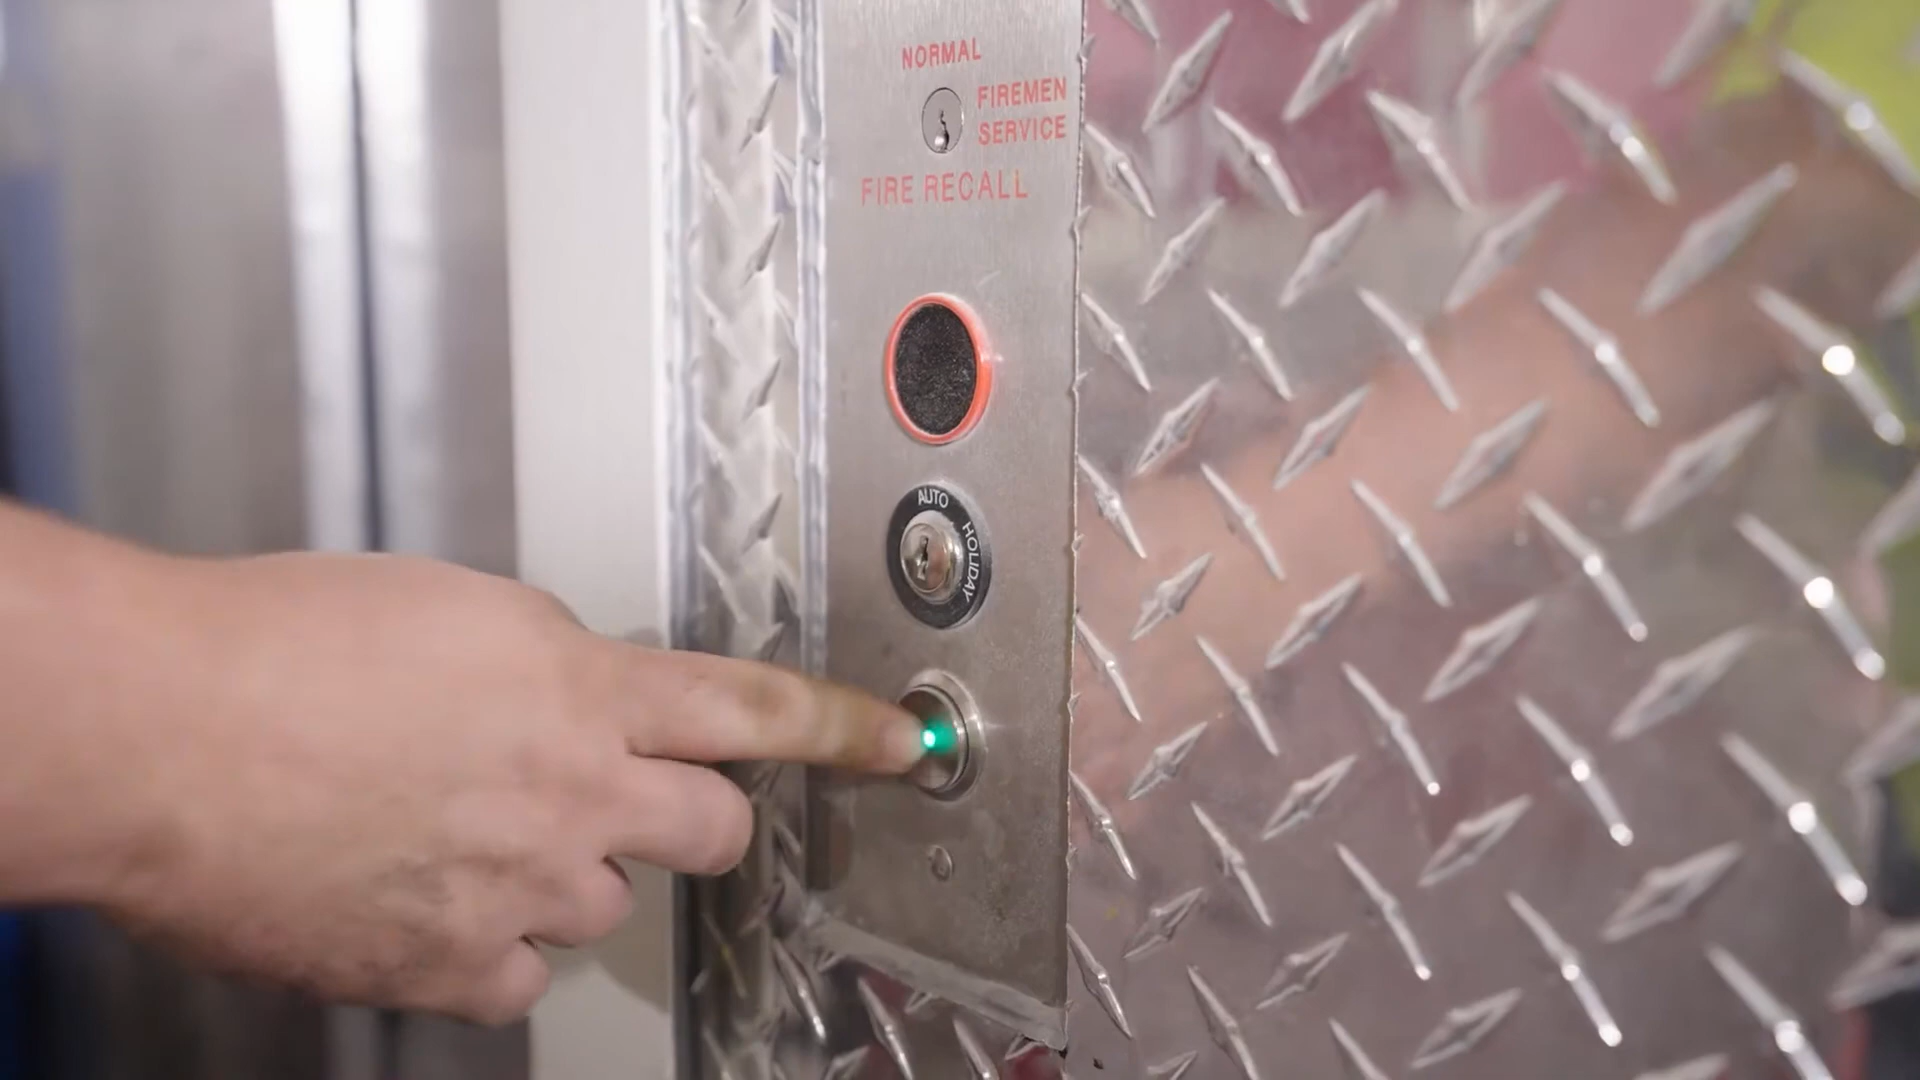 NORMAL
FIREMEN
SERVICE
FIRE RECALL
AUTO
HOLIDAY